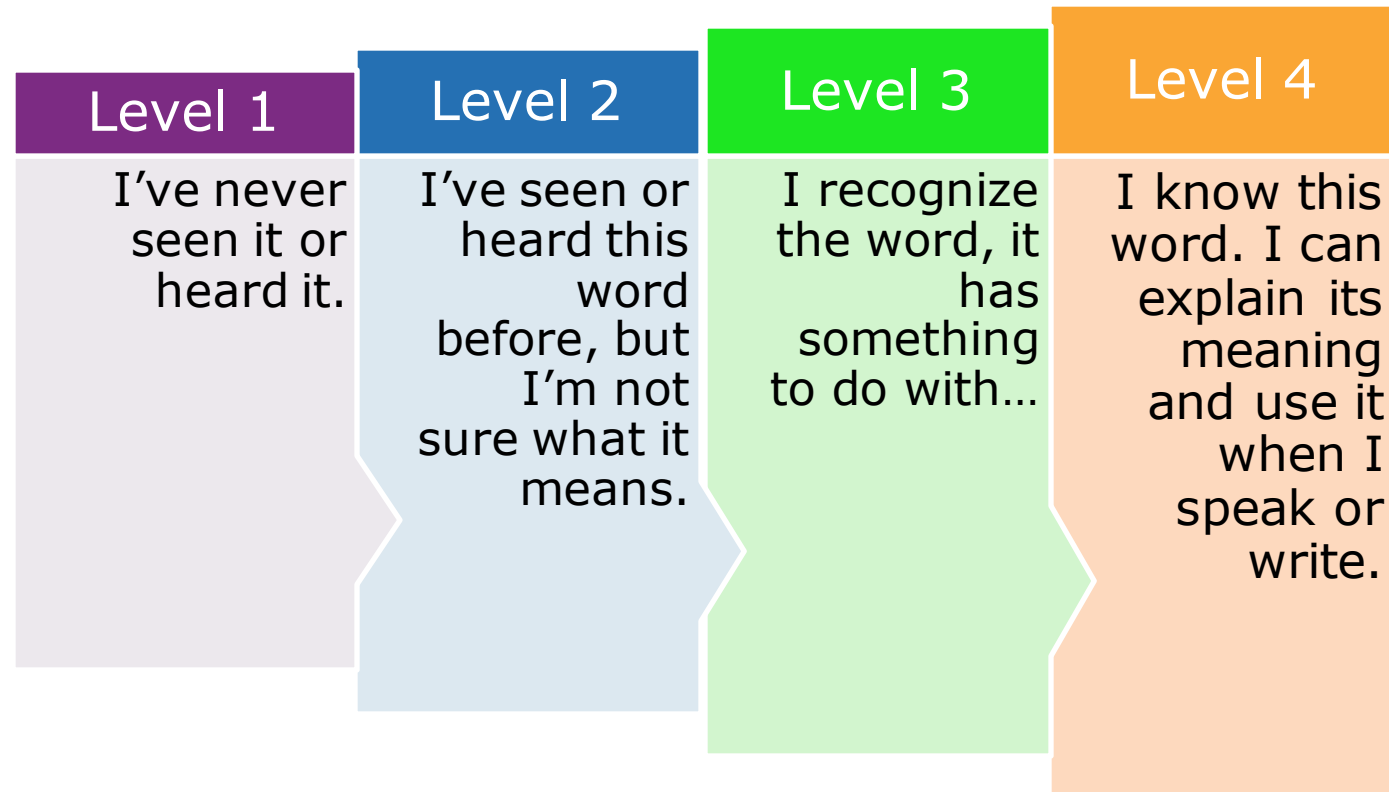 Level 1
I’ve never
seen it or
heard it.
Level 2
I’ve seen or
heard this
word
before, but
I’m not
sure what it
means.
Level 3
I recognize
the word, it
has
something
to do with…
Level 4
I know this
word. I can
explain its
meaning
and use it
when I
speak or
write.